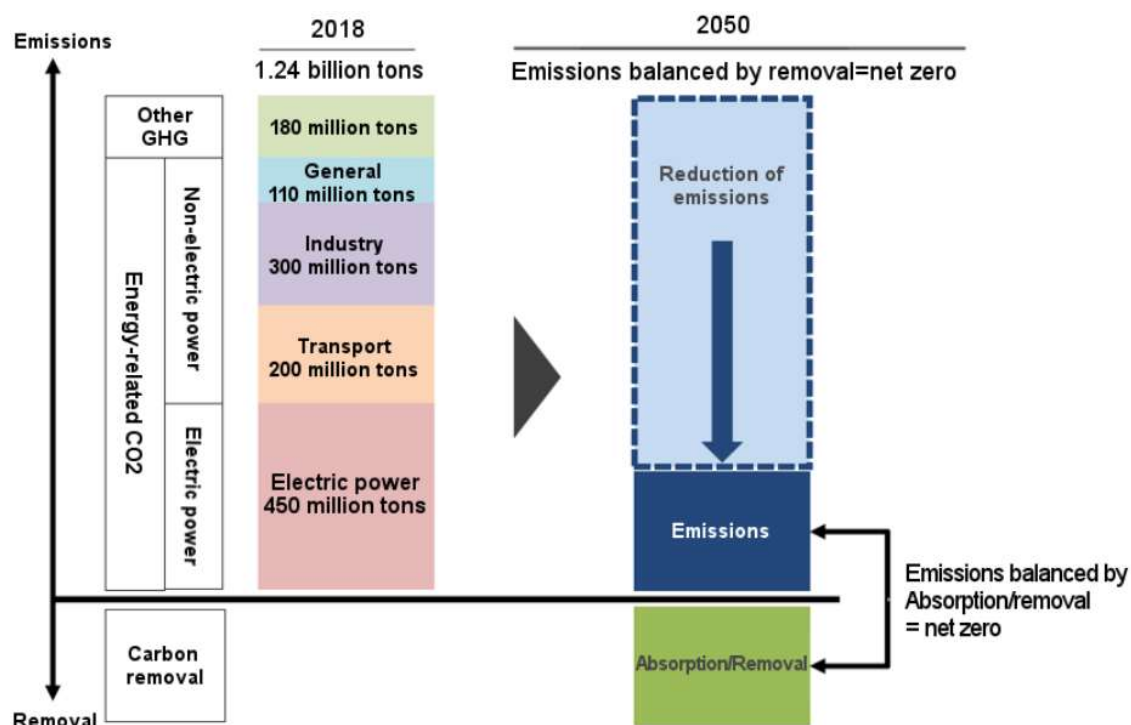 Emissions
2018
2050
1.24 billion tons
Emissions balanced by removal=net zero
Other
GHG
180 million tons
General
110 million tons
Reduction of
emissions
Energy-related CO2
Non-electric power
Industry
300 million tons
Transport
200 million tons
Electric power
Electric power
450 million tons
Emissions
Emissions balanced by
Absorption/removal
= net zero
Carbon
removal
Absorption/Removal
Removal